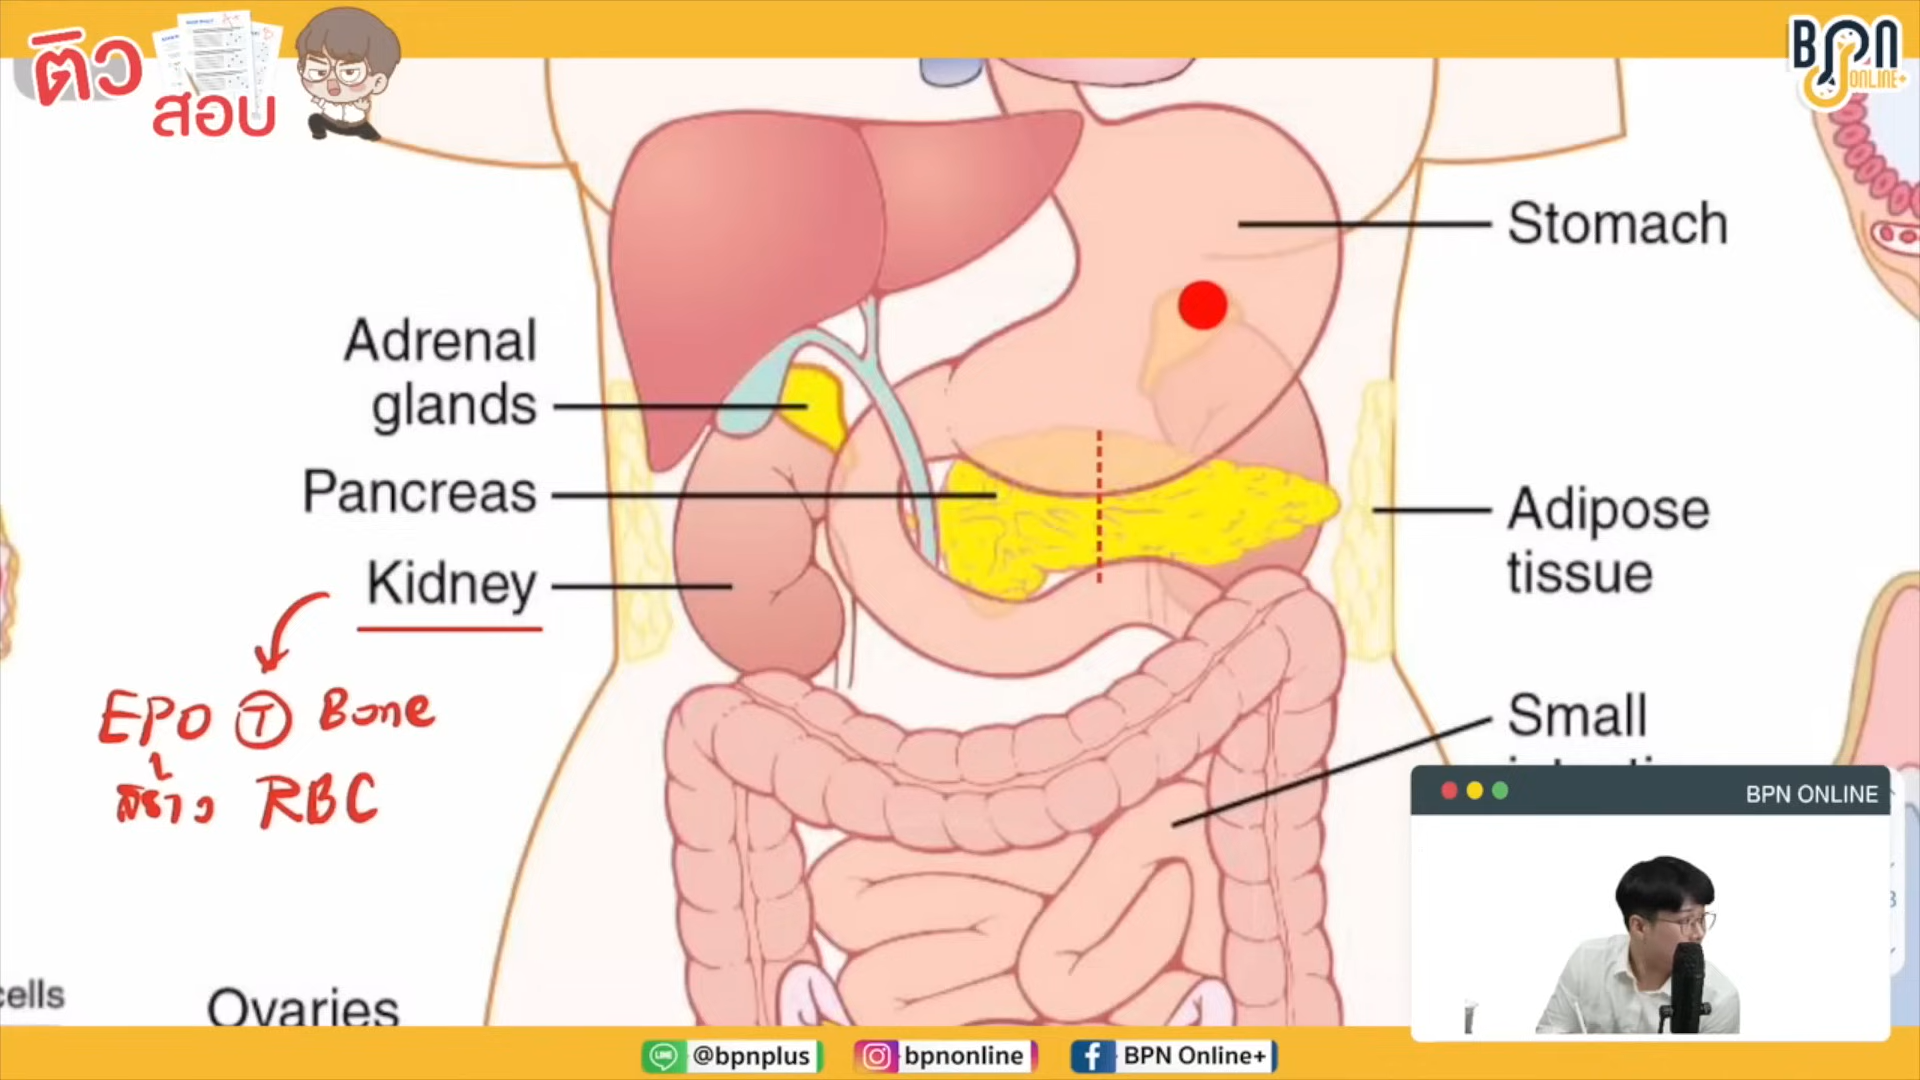 ติว
สอบ
BPN
ONLINE+
Stomach
Adrenal
glands
Pancreas
Kidney
Adipose
tissue
EPO T Bone
สร้าง RBC
Small
BPN ONLINE
cells
Ovaries
@bpnplus
bpnonline
BPN Online+